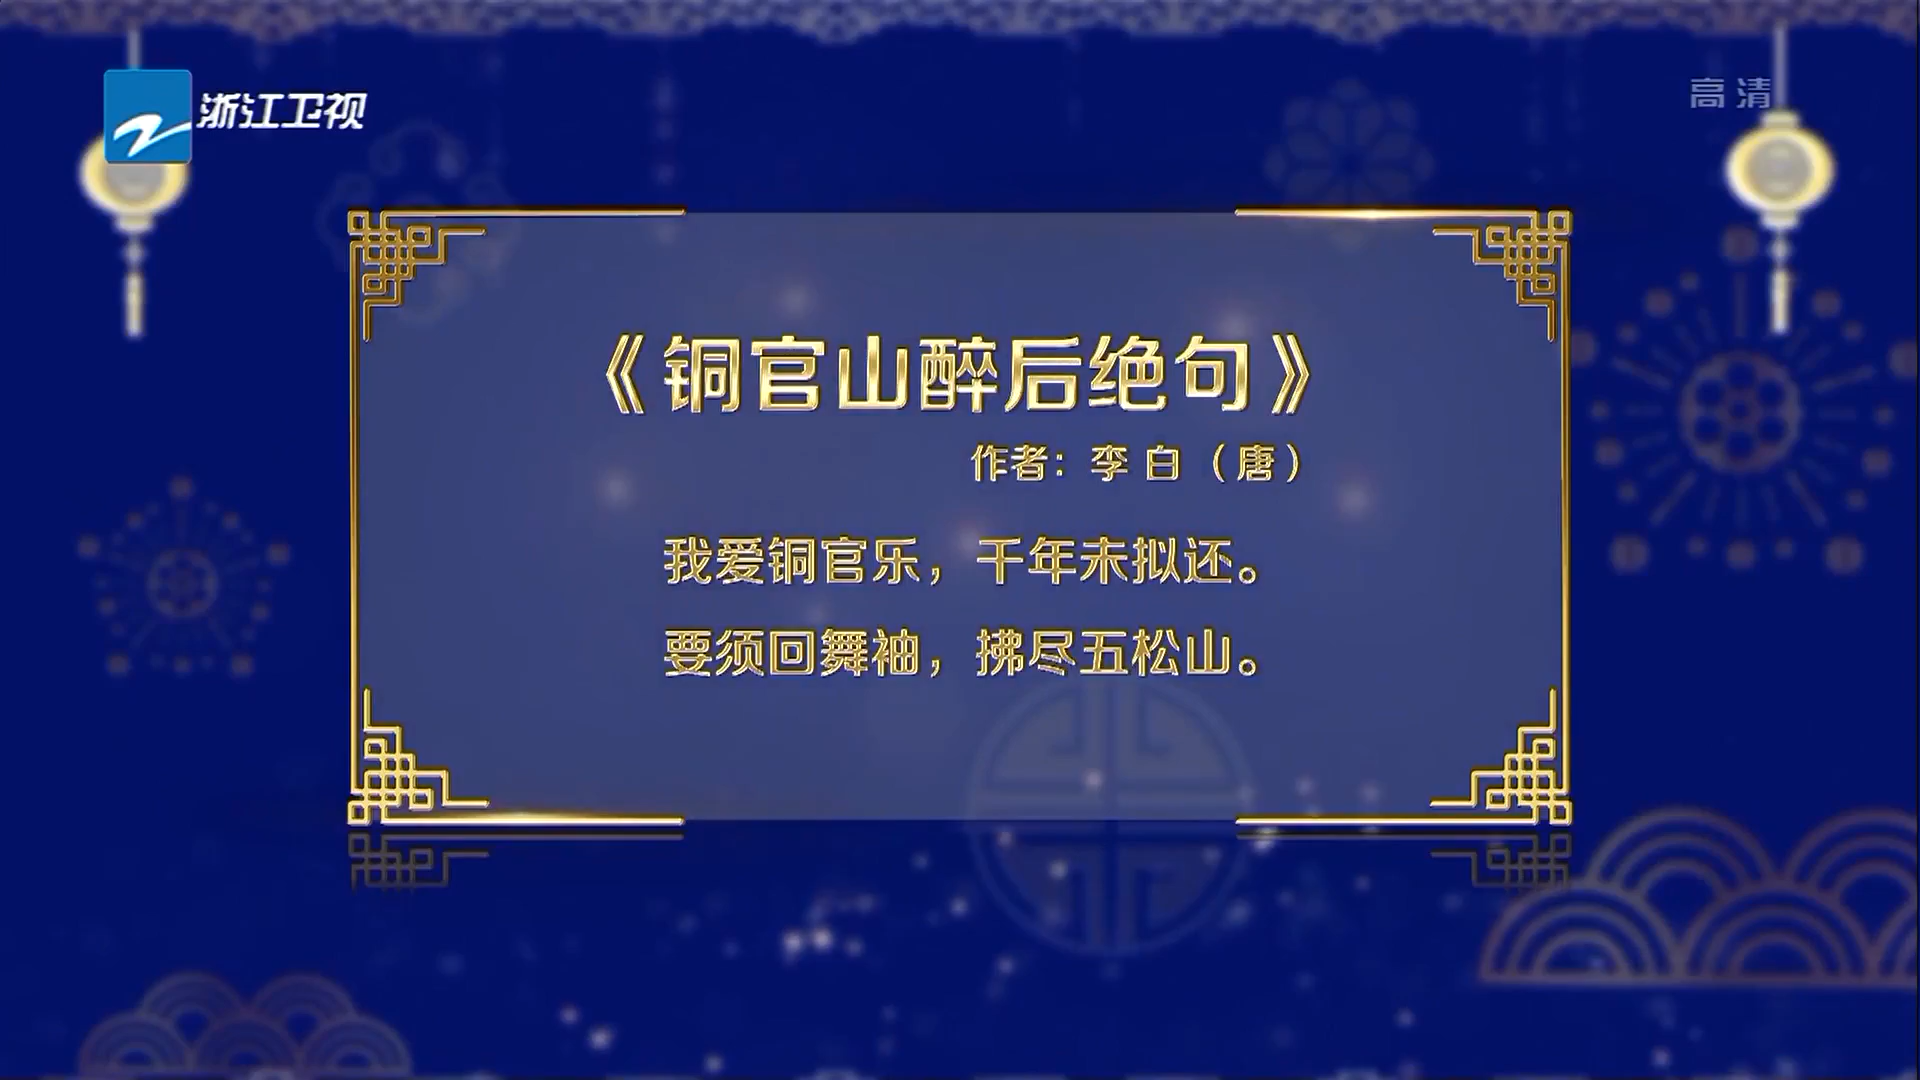 浙江卫视
高清
《铜官山醉后绝句》
作者：李白（唐）
我爱铜官乐，千年未拟还。
要须回舞袖，拂尽五松山。